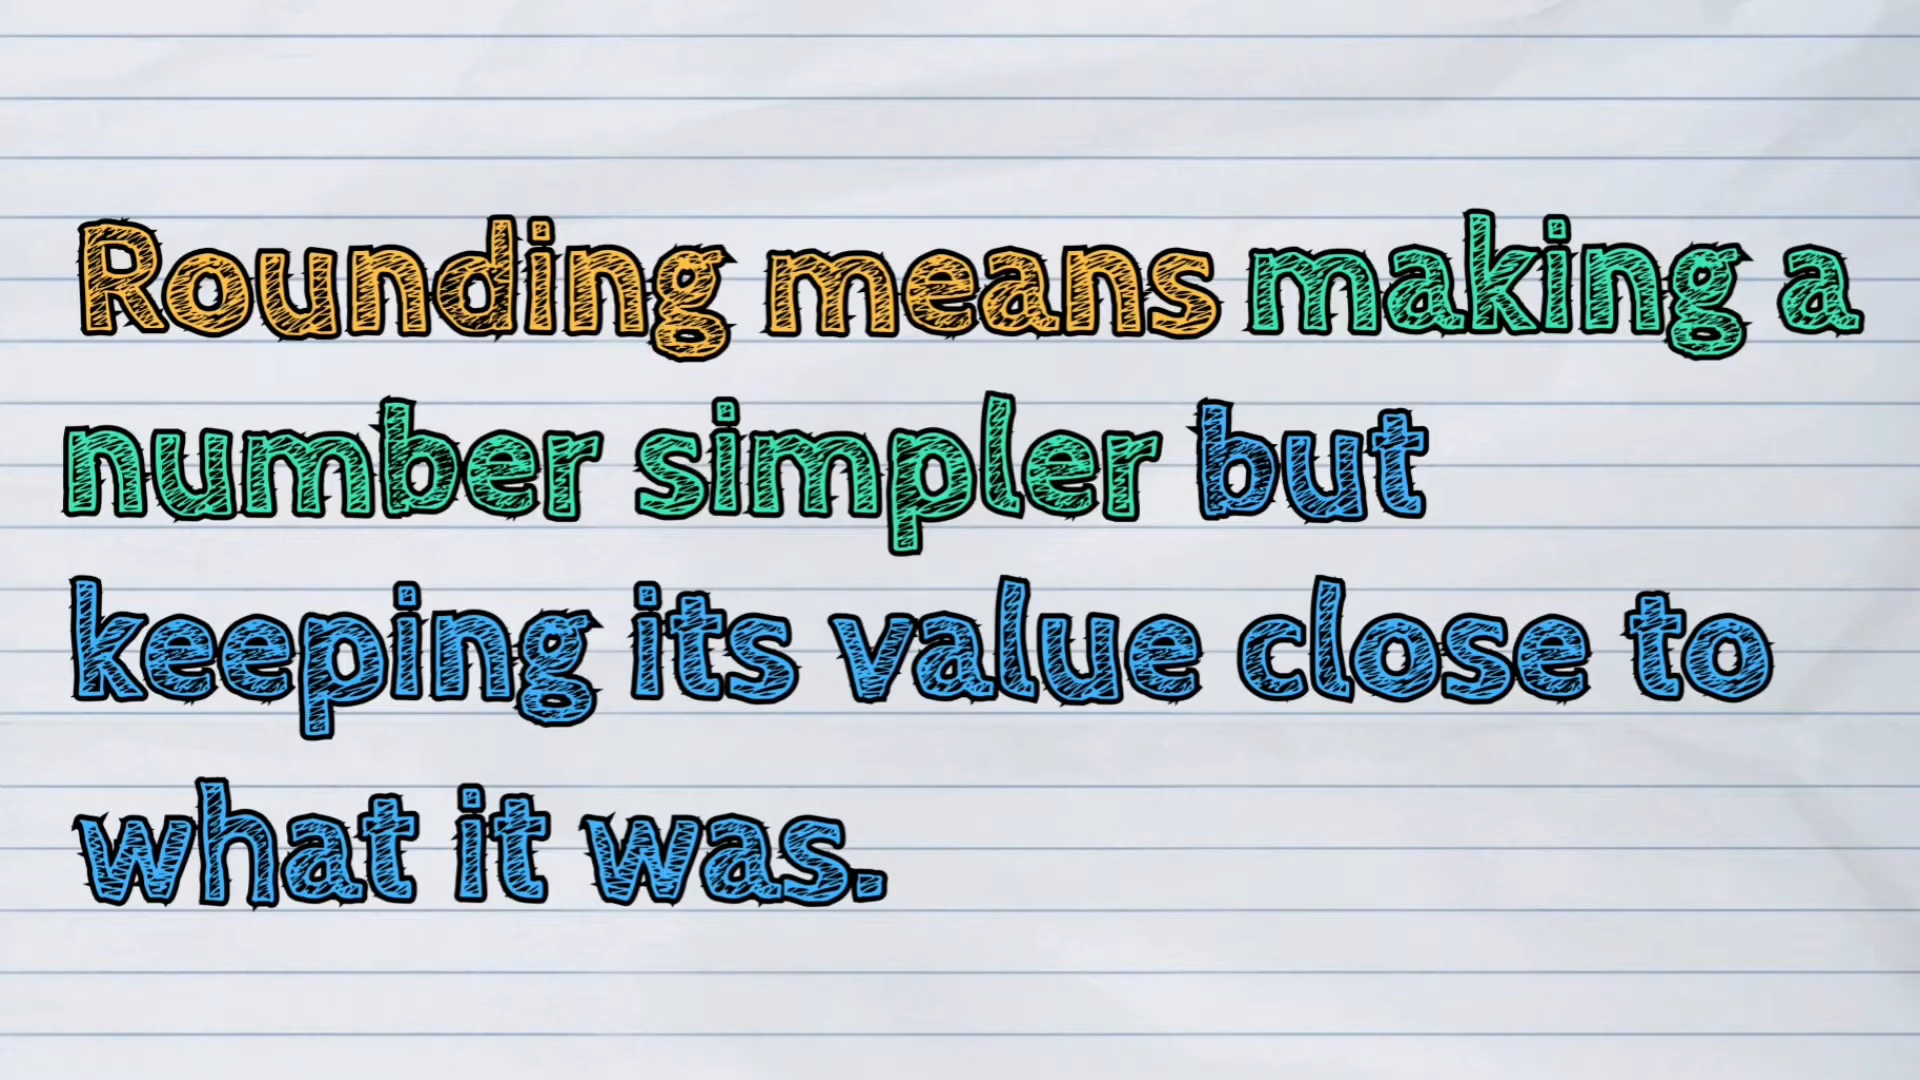 Rounding means making a
number simpler but
keeping its value close to
what it was.